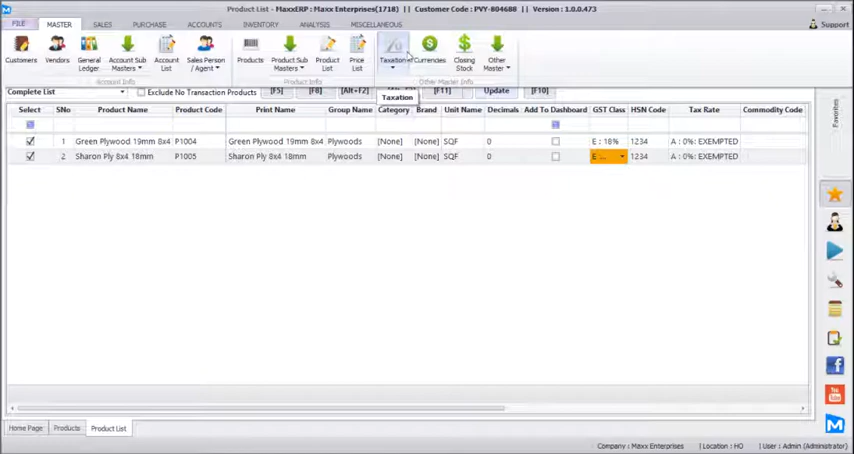 Product List - MaxxERP : Maxx Enterprises(1718) || Customer Code : PVY-804688 || Version : 1.0.0.473
FILE MASTER SALES PURCHASE ACCOUNTS INVENTORY ANALYSIS MISCELLANEOUS Support
Customers Vendors General Ledger Account Sub Masters Account List Sales Person / Agent Products Product Sub Masters Product List Price List Taxation Currencies Closing Stock Other Master
Account Info Product Info Other Master Info
Complete List Exclude No Transaction Products [F5] [F8] [Alt+F2] [F11] Update [F10]
Taxation
Favorites
Select SNo Product Name Product Code Print Name Group Name Category Brand Unit Name Decimals Add To Dashboard GST Class HSN Code Tax Rate Commodity Code
1 Green Plywood 19mm 8x4 P1004 Green Plywood 19mm 8x4 Plywoods [None] [None] SQF 0 E : 18% 1234 A : 0%: EXEMPTED
2 Sharon Ply 8x4 18mm P1005 Sharon Ply 8x4 18mm Plywoods [None] [None] SQF 0 E ... 1234 A : 0%: EXEMPTED
Home Page Products Product List
Company : Maxx Enterprises | Location : HO | User : Admin (Administrator)